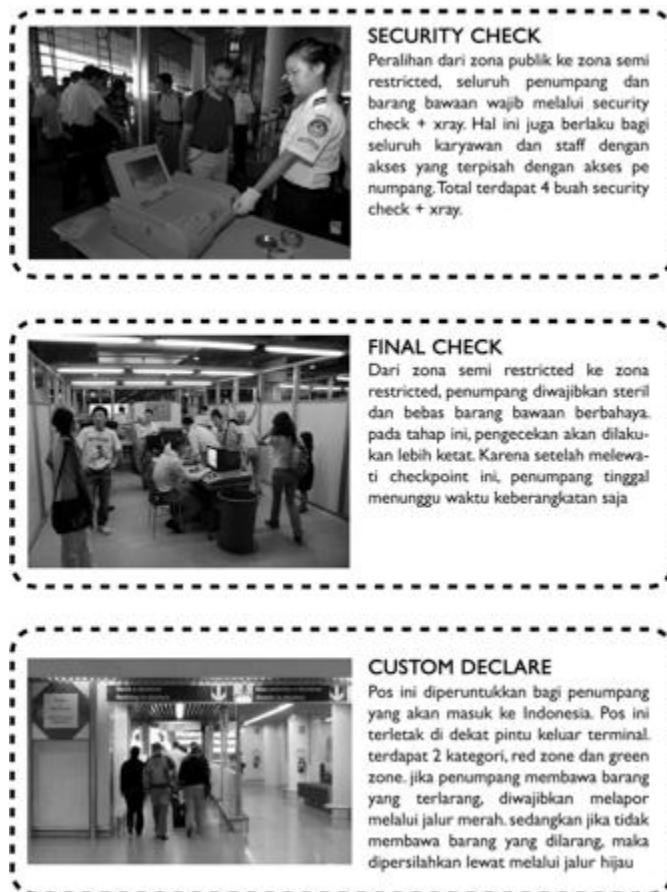 SECURITY CHECK
Peralihan dari zona publik ke zona semi
restricted, seluruh penumpang dan
barang bawaan wajib melalui security
check + xray. Hal ini juga berlaku bagi
seluruh karyawan dan staff dengan
akses yang terpisah dengan akses pe
numpang. Total terdapat 4 buah security
check + xray.
FINAL CHECK
Dari zona semi restricted ke zona
restricted, penumpang diwajibkan steril
dan bebas barang bawaan berbahaya.
pada tahap ini, pengecekan akan dilaku-
kan lebih ketat. Karena setelah melewa-
ti checkpoint ini, penumpang tinggal
menunggu waktu keberangkatan saja
CUSTOM DECLARE
Pos ini diperuntukkan bagi penumpang
yang akan masuk ke Indonesia. Pos ini
terletak di dekat pintu keluar terminal.
terdapat 2 kategori, red zone dan green
zone. jika penumpang membawa barang
yang terlarang, diwajibkan melapor
melalui jalur merah. sedangkan jika tidak
membawa barang yang dilarang, maka
dipersilahkan lewat melalui jalur hijau